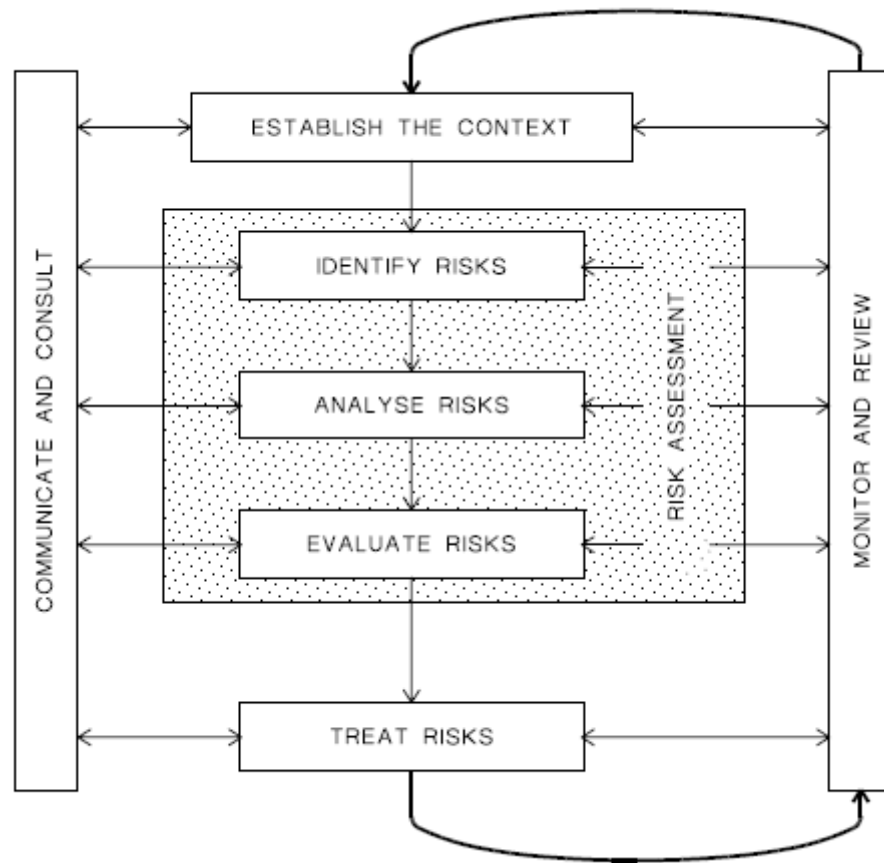 ESTABLISH THE CONTEXT
COMMUNICATE AND CONSULT
IDENTIFY RISKS
ANALYSE RISKS
EVALUATE RISKS
RISK ASSESSMENT
MONITOR AND REVIEW
TREAT RISKS